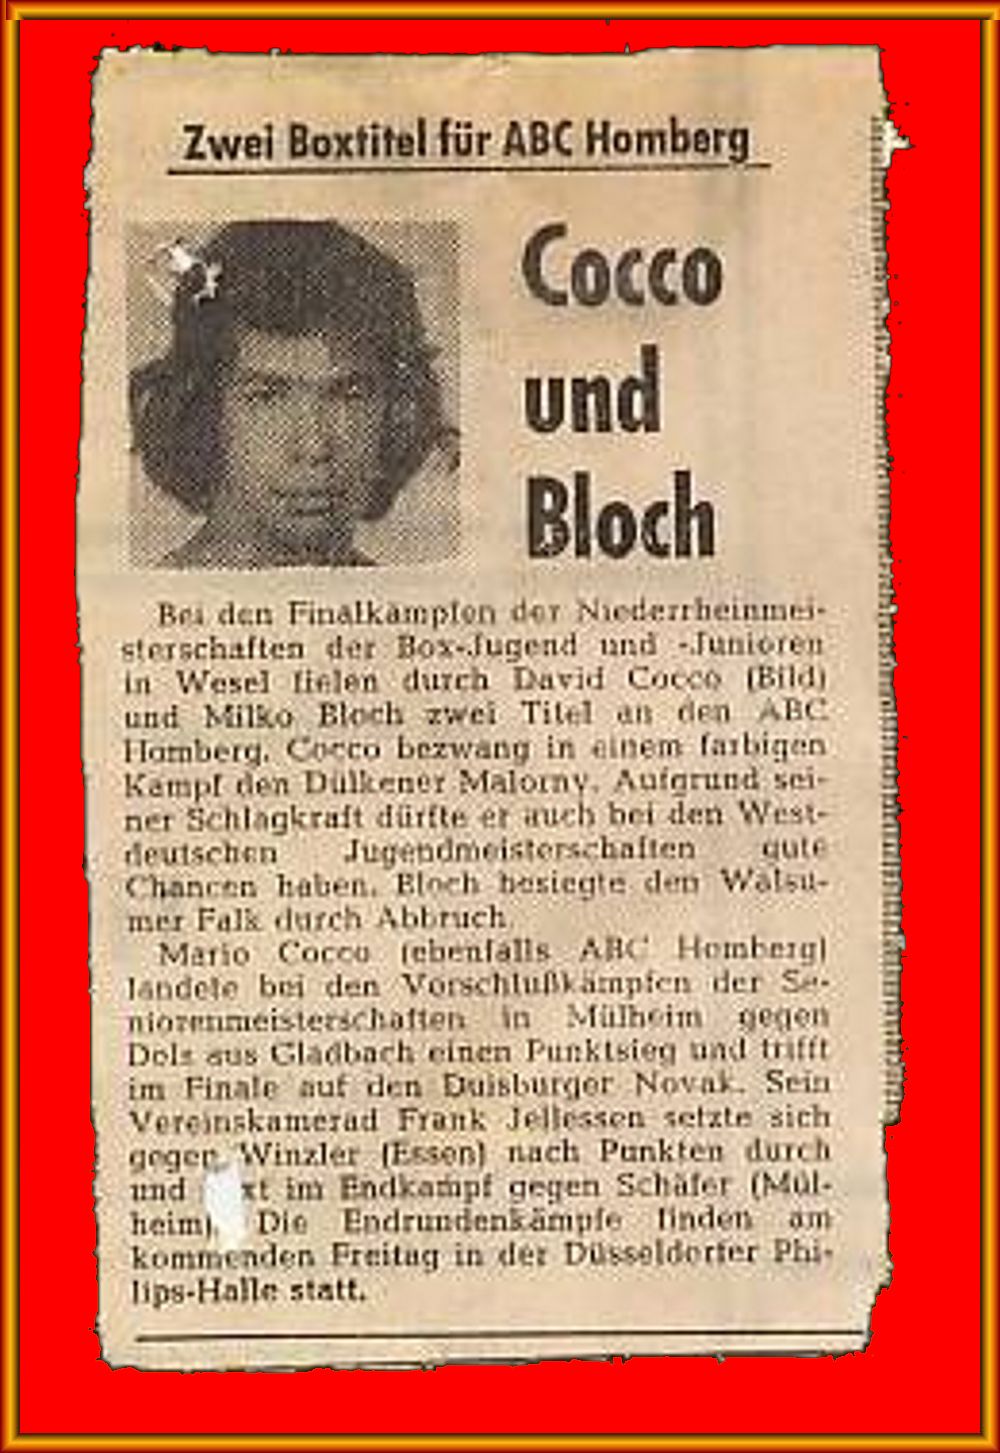 Zwei Boxtitel für ABC Homberg
Cocco
und
Bloch
Bei den Finalkämpfen der Niederrheinmei-
sterschaften der Box-Jugend und -Junioren
in Wesel fielen durch David Cocco (Bild)
und Milko Bloch zwei Titel an den ABC
Homberg. Cocco bezwang in einem farbigen
Kampf den Dülkener Malorny. Aufgrund sei-
ner Schlagkraft dürfte er auch bei den West-
deutschen Jugendmeisterschaften gute
Chancen haben. Bloch besiegte den Walsu-
mer Falk durch Abbruch.
Mario Cocco (ebenfalls ABC Homberg)
landete bei den Vorschlußkämpfen der Se-
niorenmeisterschaften in Mülheim gegen
Dols aus Gladbach einen Punktsieg und trifft
im Finale auf den Duisburger Novak. Sein
Vereinskamerad Frank Jellessen setzte sich
gegen Winzler (Essen) nach Punkten durch
und im Endkampf gegen Schäfer (Mül-
heim). Die Endrundenkämpfe finden am
kommenden Freitag in der Düsseldorfer Phi-
lips-Halle statt.